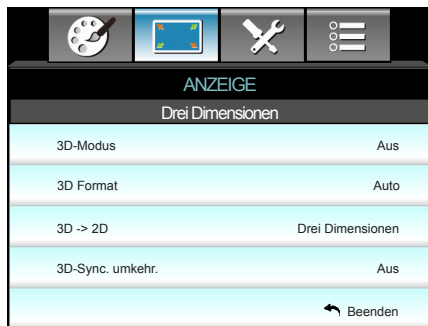 ANZEIGE
Drei Dimensionen
3D-Modus Aus
3D Format Auto
3D -> 2D Drei Dimensionen
3D-Sync. umkehr. Aus
Beenden